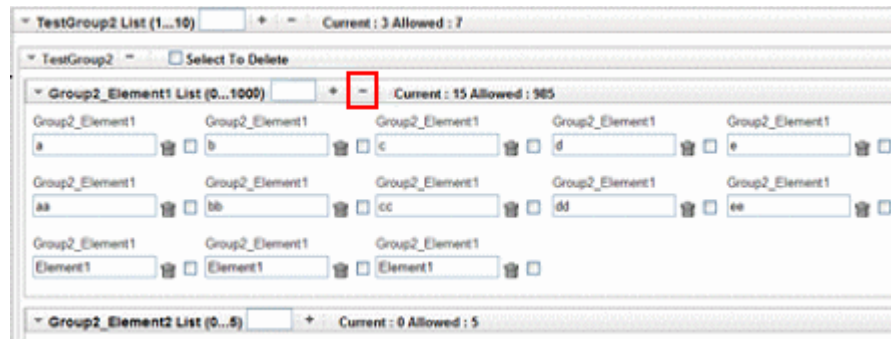 TestGroup2 List (1...10) + - Current : 3 Allowed : 7
TestGroup2 - Select To Delete
Group2_Element1 List (0...1000) + - Current : 15 Allowed : 985
Group2_Element1 Group2_Element1 Group2_Element1 Group2_Element1 Group2_Element1
a b c d e
Group2_Element1 Group2_Element1 Group2_Element1 Group2_Element1 Group2_Element1
aa bb cc dd ee
Group2_Element1 Group2_Element1 Group2_Element1
Element1 Element1 Element1
Group2_Element2 List (0...5) + Current : 0 Allowed : 5